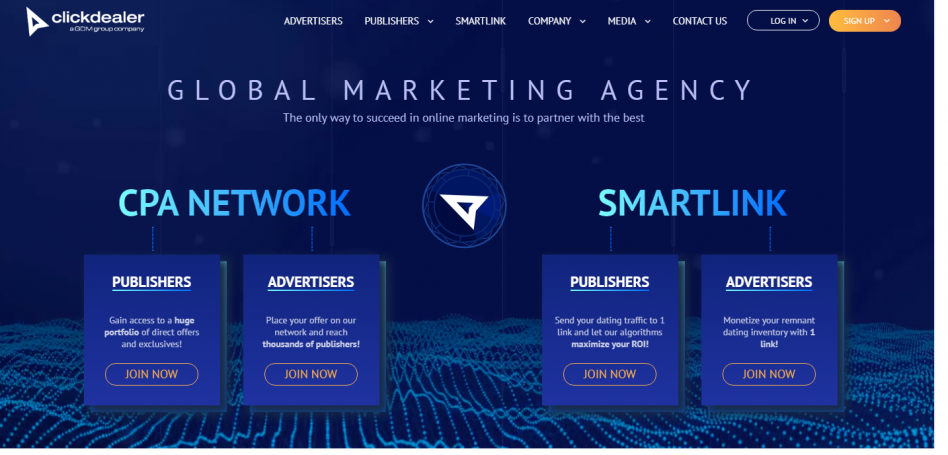 clickdealer
a GDM group company
ADVERTISERS
PUBLISHERS
SMARTLINK
COMPANY
MEDIA
CONTACT US
LOG IN
SIGN UP
GLOBAL MARKETING AGENCY
The only way to succeed in online marketing is to partner with the best
CPA NETWORK
PUBLISHERS
Gain access to a huge
portfolio of direct offers
and exclusives!
JOIN NOW
ADVERTISERS
Place your offer on our
network and reach
thousands of publishers!
JOIN NOW
SMARTLINK
PUBLISHERS
Send your dating traffic to 1
link and let our algorithms
maximize your ROI!
JOIN NOW
ADVERTISERS
Monetize your remnant
dating inventory with 1
link!
JOIN NOW